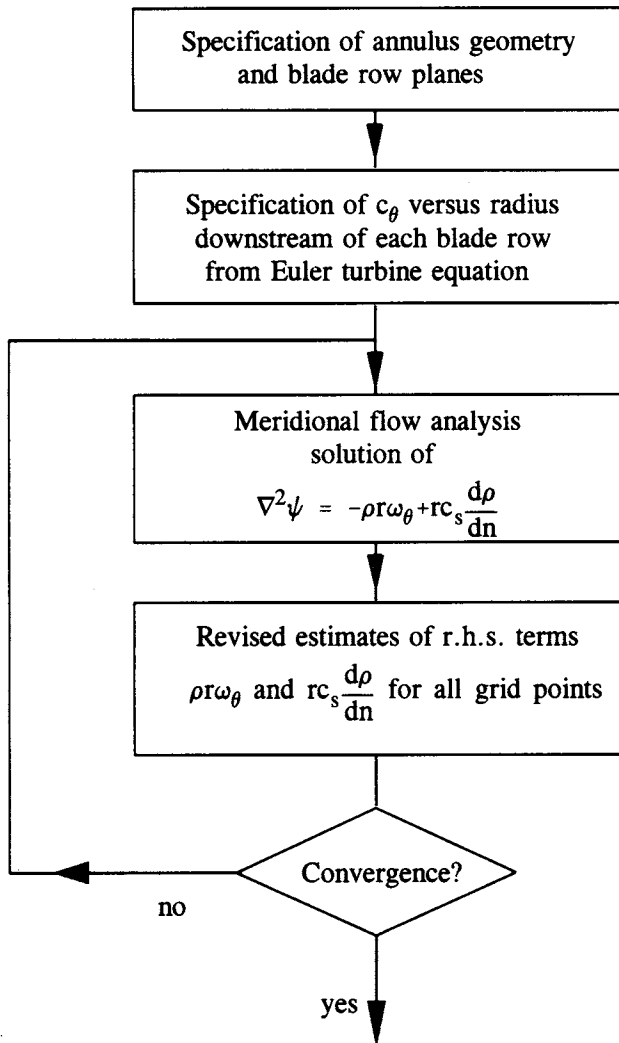 Specification of annulus geometry
and blade row planes
Specification of c_θ versus radius
downstream of each blade row
from Euler turbine equation
Meridional flow analysis
solution of
∇²ψ = -ρrω_θ+rc_s dρ/dn
Revised estimates of r.h.s. terms
ρrω_θ and rc_s dρ/dn for all grid points
Convergence?
no
yes